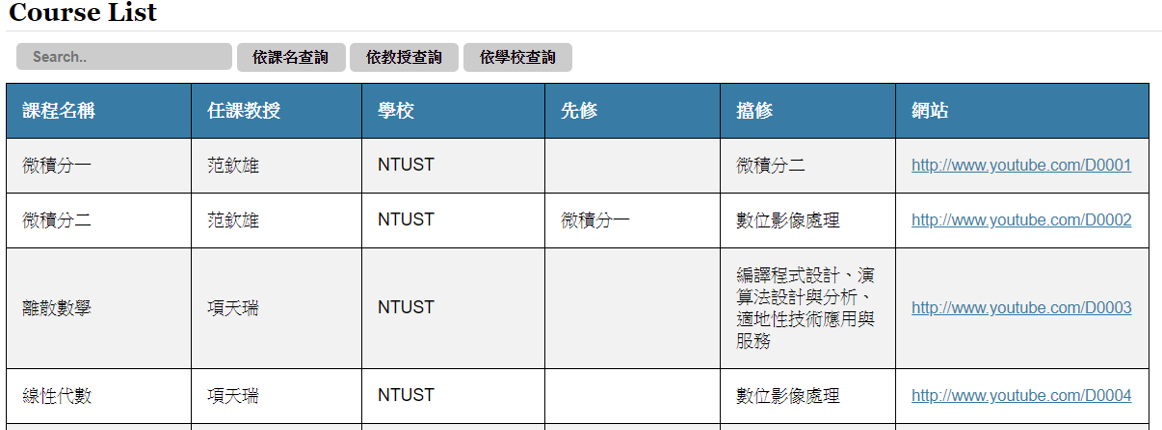 Course List
Search.. 依課名查詢 依教授查詢 依學校查詢
課程名稱 任課教授 學校 先修 擋修 網站
微積分一 范欽雄 NTUST 微積分二 http://www.youtube.com/D0001
微積分二 范欽雄 NTUST 微積分一 數位影像處理 http://www.youtube.com/D0002
離散數學 項天瑞 NTUST 編譯程式設計、演
算法設計與分析、
適地性技術應用與
服務 http://www.youtube.com/D0003
線性代數 項天瑞 NTUST 數位影像處理 http://www.youtube.com/D0004